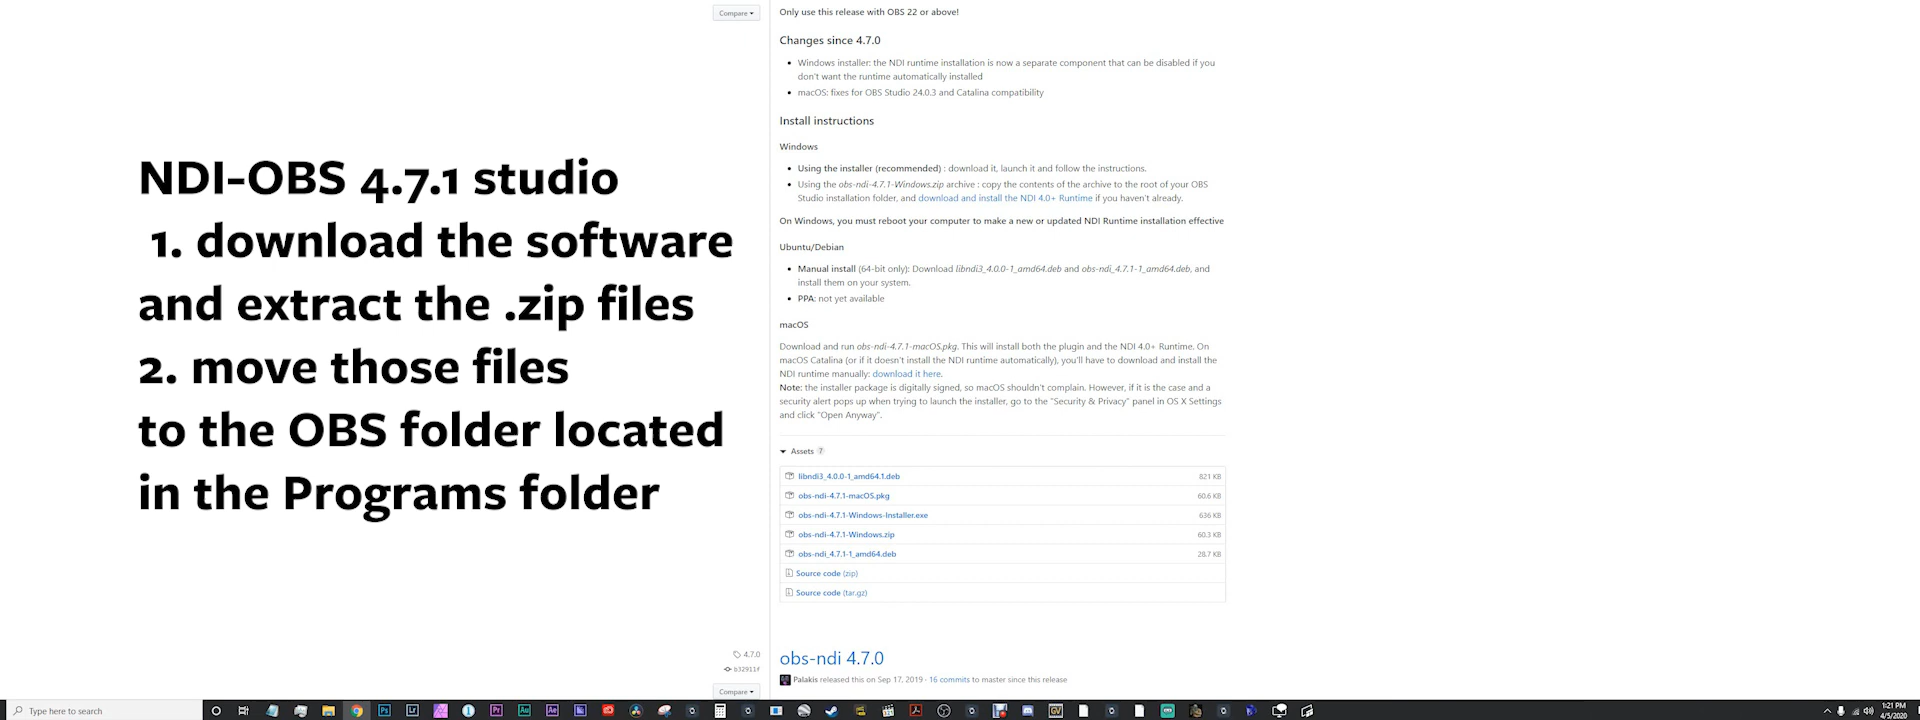 NDI-OBS 4.7.1 studio
1. download the software
and extract the .zip files
2. move those files
to the OBS folder located
in the Programs folder
Compare
Only use this release with OBS 22 or above!
Changes since 4.7.0
Windows installer: the NDI runtime installation is now a separate component that can be disabled if you
don't want the runtime automatically installed
macOS: fixes for OBS Studio 24.0.3 and Catalina compatibility
Install instructions
Windows
Using the installer (recommended) : download it, launch it and follow the instructions.
Using the obs-ndi-4.7.1-Windows.zip archive : copy the contents of the archive to the root of your OBS
Studio installation folder, and download and install the NDI 4.0+ Runtime if you haven't already.
On Windows, you must reboot your computer to make a new or updated NDI Runtime installation effective
Ubuntu/Debian
Manual install (64-bit only): Download libndi3_4.0.0-1_amd64.deb and obs-ndi_4.7.1-1_amd64.deb, and
install them on your system.
PPA: not yet available
macOS
Download and run obs-ndi-4.7.1-macOS.pkg. This will install both the plugin and the NDI 4.0+ Runtime. On
macOS Catalina (or if it doesn't install the NDI runtime automatically), you'll have to download and install the
NDI runtime manually: download it here.
Note: the installer package is digitally signed, so macOS shouldn't complain. However, if it is the case and a
security alert pops up when trying to launch the installer, go to the "Security & Privacy" panel in OS X Settings
and click "Open Anyway".
Assets 7
libndi3_4.0.0-1_amd64.1.deb 821 KB
obs-ndi-4.7.1-macOS.pkg 60.6 KB
obs-ndi-4.7.1-Windows-Installer.exe 636 KB
obs-ndi-4.7.1-Windows.zip 60.3 KB
obs-ndi_4.7.1-1_amd64.deb 28.7 KB
Source code (zip)
Source code (tar.gz)
4.7.0
b32911f
Compare
obs-ndi 4.7.0
Palakis released this on Sep 17, 2019 · 16 commits to master since this release
Type here to search
Ps
Lr
Pr
Au
Ae
GV
1:21 PM
4/5/2020